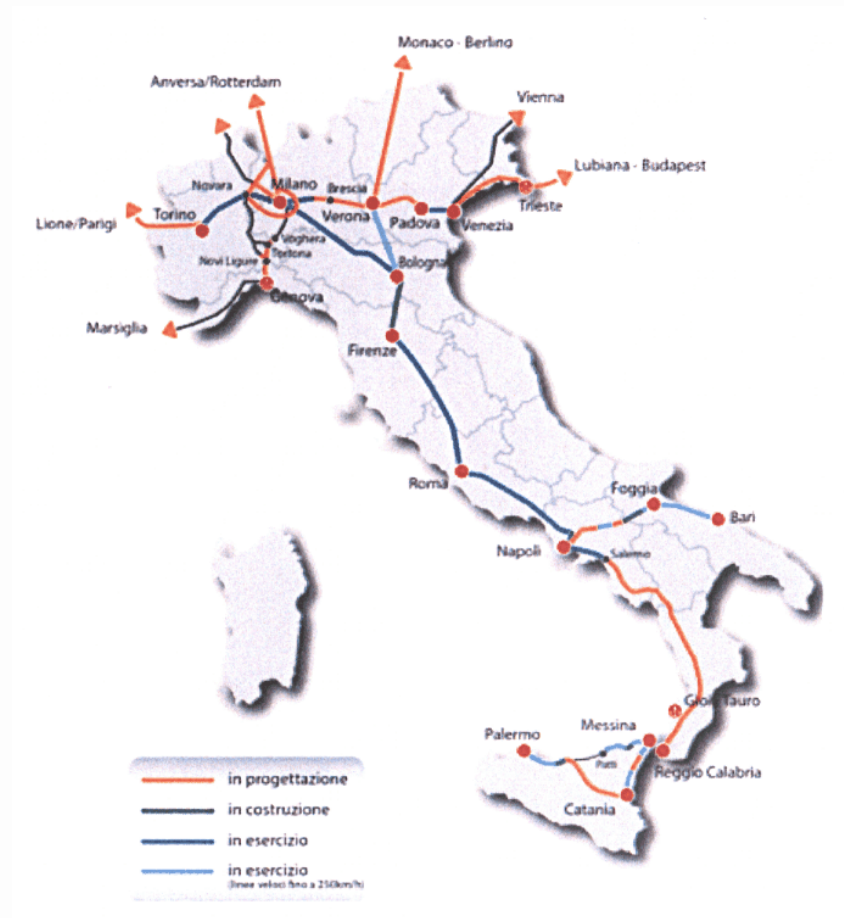 Monaco - Berlino
Anversa/Rotterdam
Vienna
Lubiana - Budapest
Novara
Milano
Brescia
Verona
Padova
Venezia
Trieste
Lione/Parigi
Torino
Voghera
Tortona
Novi Ligure
Bologna
Genova
Marsiglia
Firenze
Roma
Foggia
Bari
Napoli
Salerno
Gioia Tauro
Messina
Palermo
Patti
Reggio Calabria
Catania
in progettazione
in costruzione
in esercizio
in esercizio
(linee veloci fino a 250km/h)